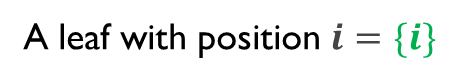 A leaf with position i = {i}